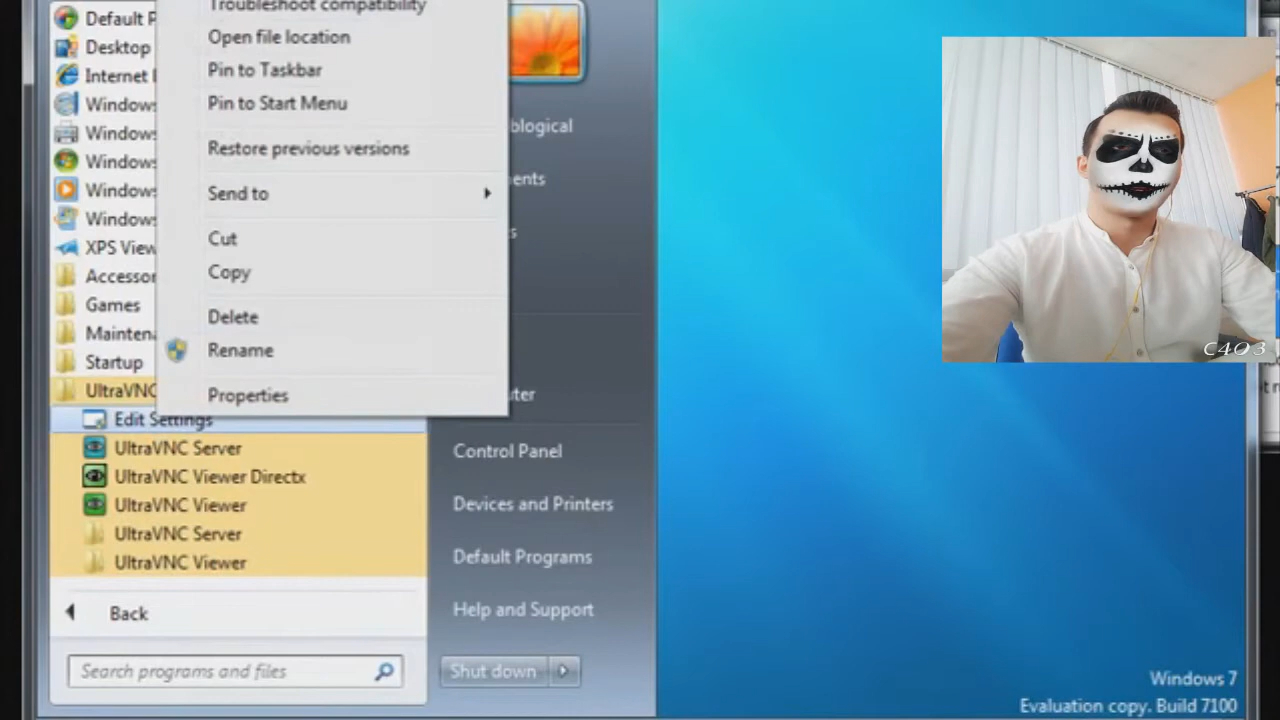 Troubleshoot compatibility
Open file location
Pin to Taskbar
Pin to Start Menu
Restore previous versions
Send to
Cut
Copy
Delete
Rename
Properties
Default P
Desktop
Internet
Windows
Windows
Windows
Windows
Windows
XPS View
Accessor
Games
Maintena
Startup
UltraVNC
Edit Settings
UltraVNC Server
UltraVNC Viewer Directx
UltraVNC Viewer
UltraVNC Server
UltraVNC Viewer
Back
Search programs and files
blogical
ents
s
uter
Control Panel
Devices and Printers
Default Programs
Help and Support
Shut down
C403
Windows 7
Evaluation copy. Build 7100